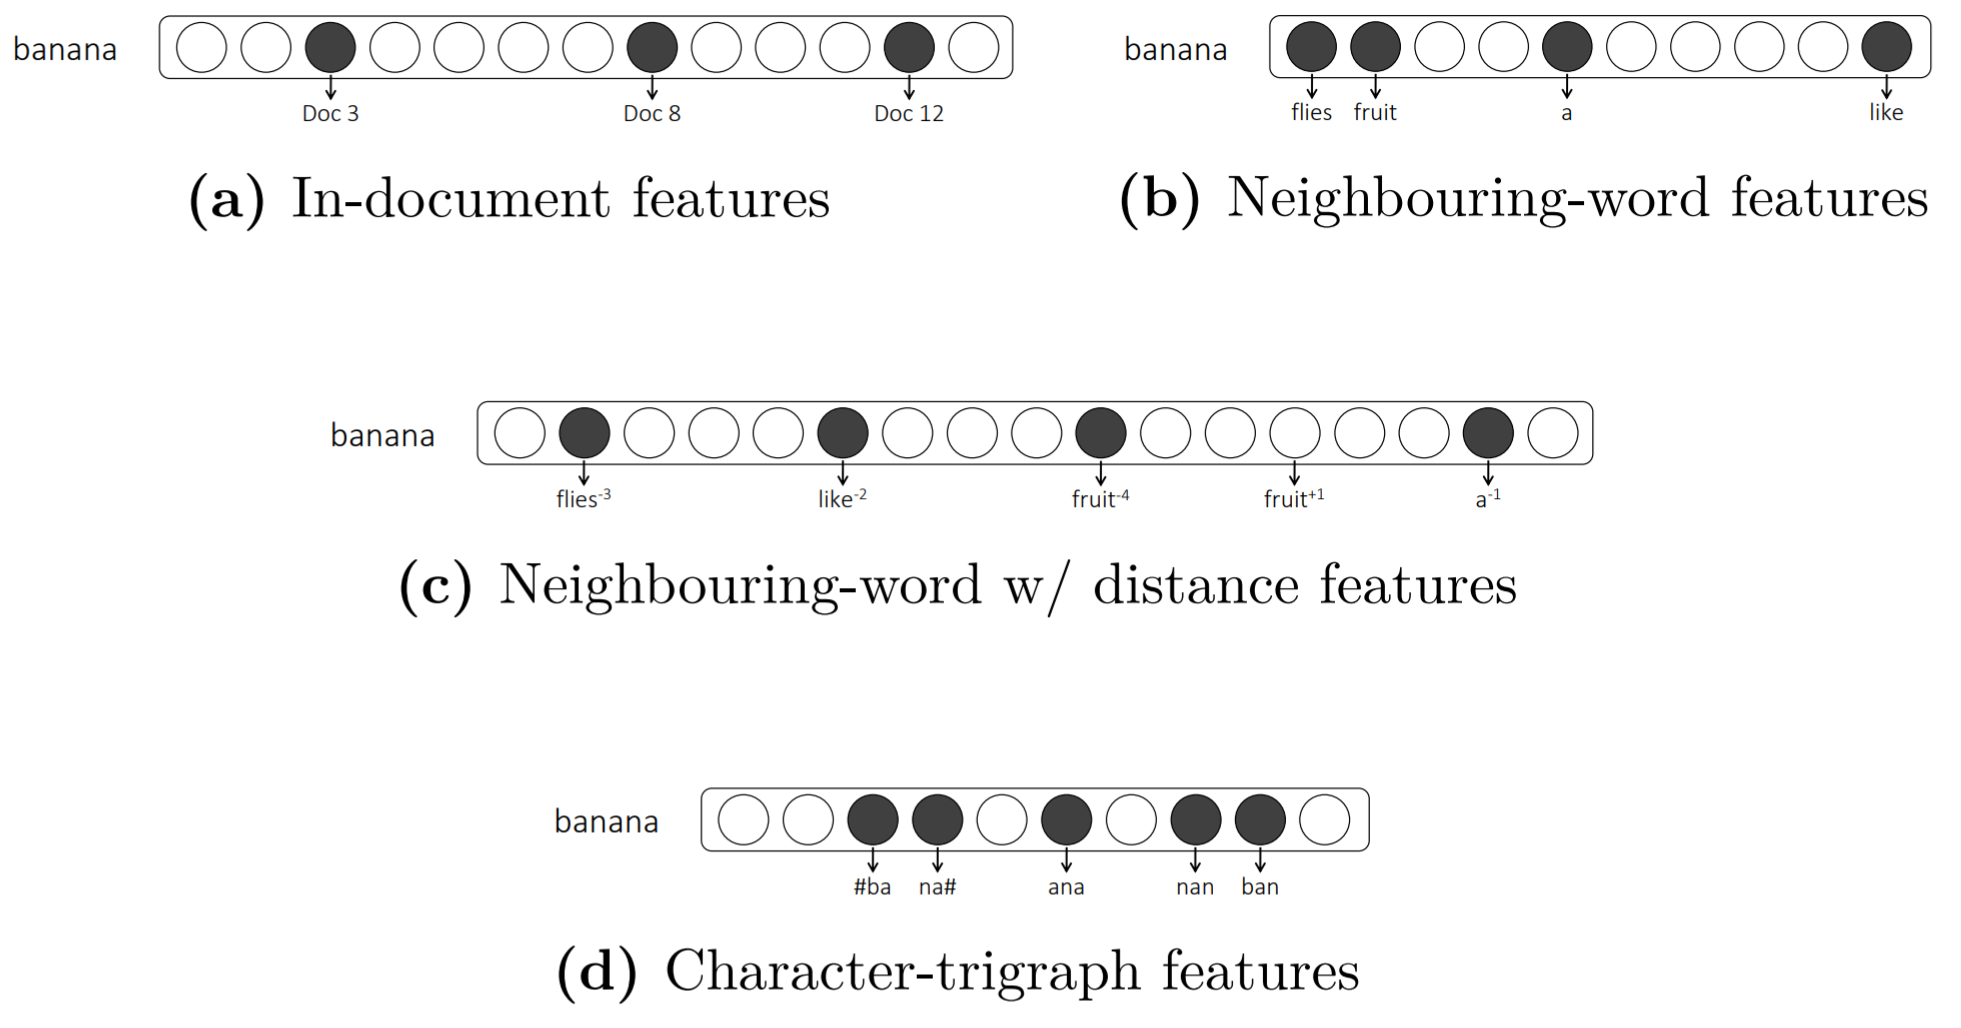 banana
Doc 3 Doc 8 Doc 12
(a) In-document features
banana
flies fruit a like
(b) Neighbouring-word features
banana
flies⁻³ like⁻² fruit⁻⁴ fruit⁺¹ a⁻¹
(c) Neighbouring-word w/ distance features
banana
#ba na# ana nan ban
(d) Character-trigraph features